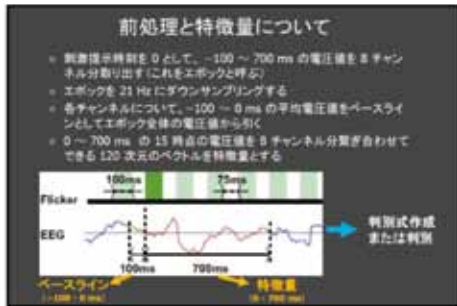 前処理と特徴量について
刺激提示時刻を 0 として、-100 ～ 700 ms の電圧値を 8 チャン
ネル分取り出す(これをエポックと呼ぶ)
エポックを 21 Hz にダウンサンプリングする
各チャンネルについて、-100 ～ 0 ms の平均電圧値をベースライ
ンとしてエポック全体の電圧値から引く
0 ～ 700 ms の 15 時点の電圧値を 8 チャンネル分繋ぎ合わせて
できる 120 次元のベクトルを特徴量とする
100ms 75ms
Flicker
EEG
判別式作成
または判別
100ms 700ms
ベースライン 特徴量
(-100 - 0 ms) (0 - 700 ms)